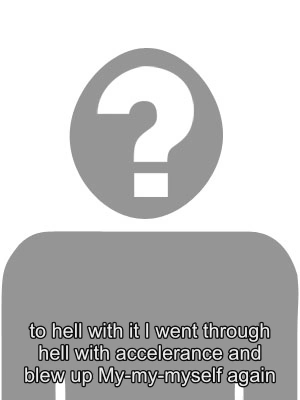 to hell with it I went through
hell with accelerance and
blew up My-my-myself again